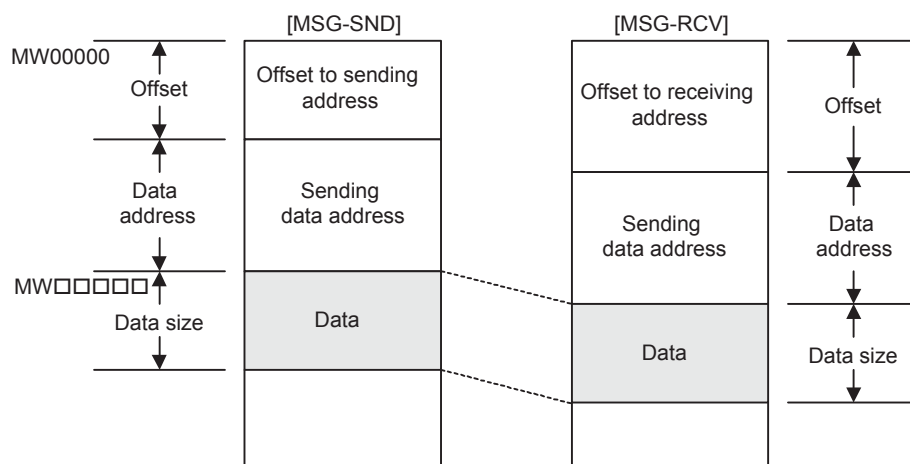 [MSG-SND]
[MSG-RCV]
MW00000
Offset
Offset to sending
address
Offset to receiving
address
Offset
Data
address
Sending
data address
Sending
data address
Data
address
MW□□□□□
Data size
Data
Data
Data size